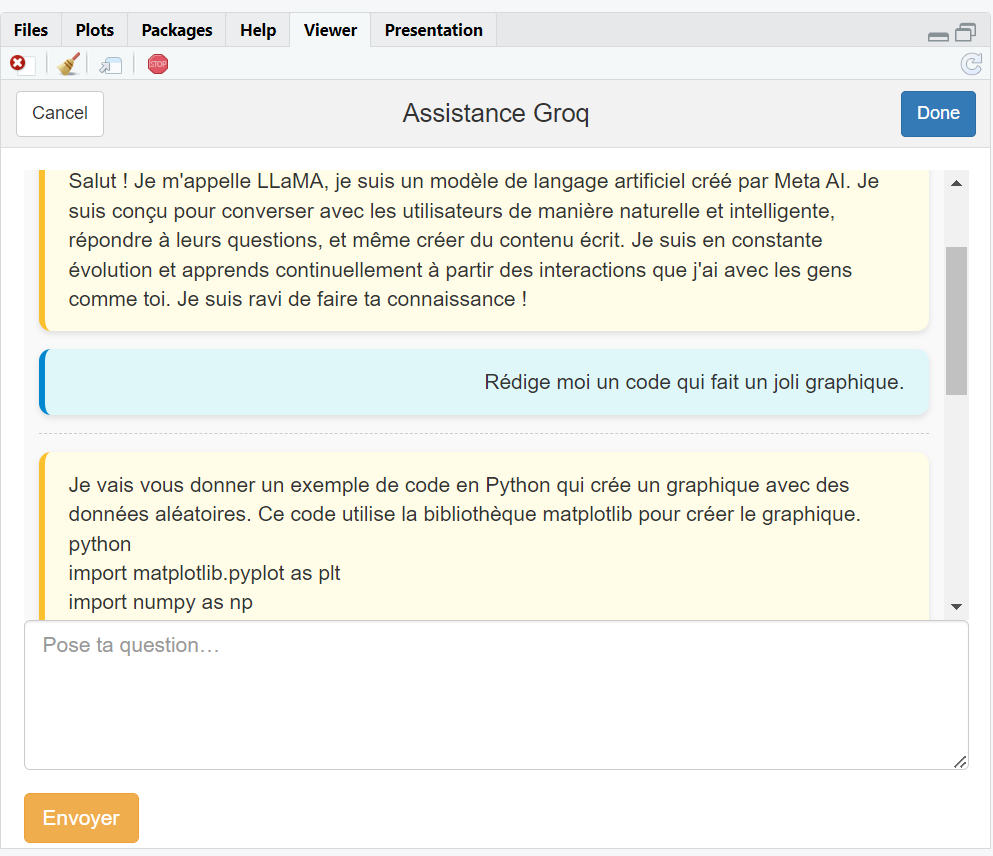 Files Plots Packages Help Viewer Presentation
STOP
Cancel Assistance Groq Done
Salut ! Je m'appelle LLaMA, je suis un modèle de langage artificiel créé par Meta AI. Je
suis conçu pour converser avec les utilisateurs de manière naturelle et intelligente,
répondre à leurs questions, et même créer du contenu écrit. Je suis en constante
évolution et apprends continuellement à partir des interactions que j'ai avec les gens
comme toi. Je suis ravi de faire ta connaissance !
Rédige moi un code qui fait un joli graphique.
Je vais vous donner un exemple de code en Python qui crée un graphique avec des
données aléatoires. Ce code utilise la bibliothèque matplotlib pour créer le graphique.
python
import matplotlib.pyplot as plt
import numpy as np
Pose ta question…
Envoyer